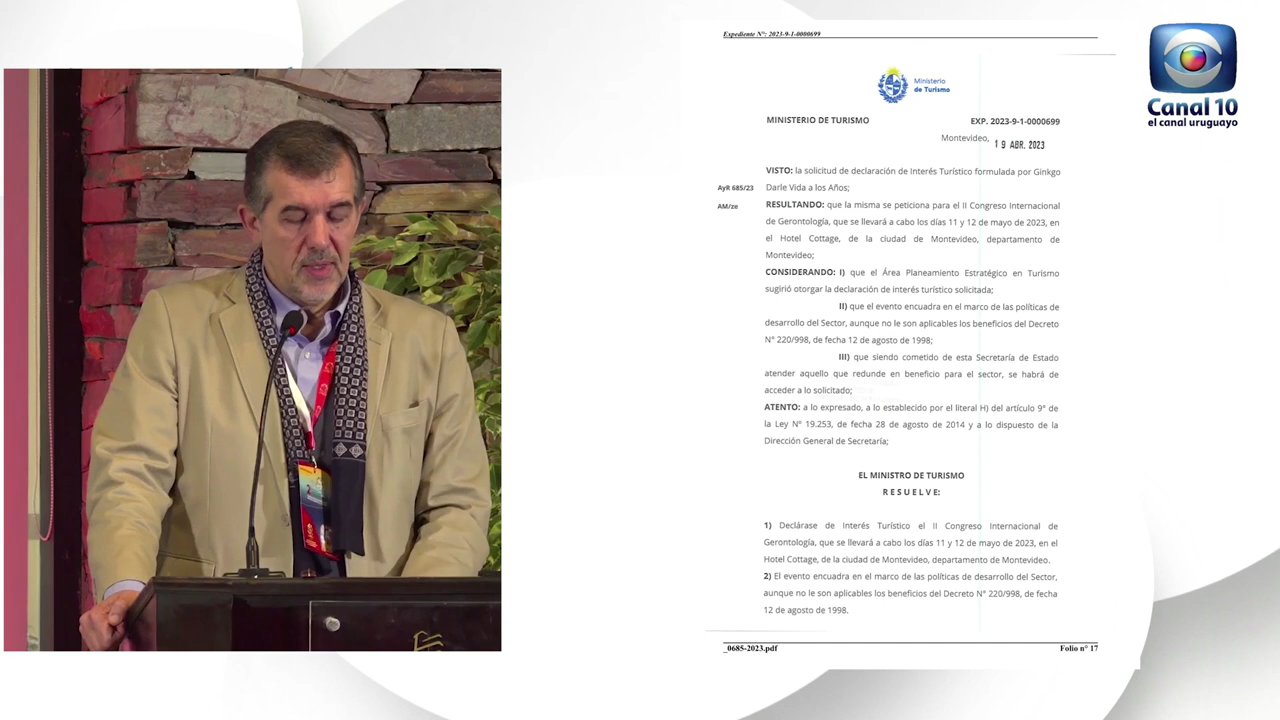 Expediente N°: 2023-9-1-0000699
Ministerio
de Turismo
MINISTERIO DE TURISMO
EXP. 2023-9-1-0000699
Montevideo, 19 ABR. 2023
VISTO: la solicitud de declaración de Interés Turístico formulada por Ginkgo
AyR 685/23
Darle Vida a los Años;
AM/ze
RESULTANDO: que la misma se peticiona para el II Congreso Internacional
de Gerontología, que se llevará a cabo los días 11 y 12 de mayo de 2023, en
el Hotel Cottage, de la ciudad de Montevideo, departamento de
Montevideo;
CONSIDERANDO: I) que el Área Planeamiento Estratégico en Turismo
sugirió otorgar la declaración de interés turístico solicitada;
II) que el evento encuadra en el marco de las políticas de
desarrollo del Sector, aunque no le son aplicables los beneficios del Decreto
N° 220/998, de fecha 12 de agosto de 1998;
III) que siendo cometido de esta Secretaría de Estado
atender aquello que redunde en beneficio para el sector, se habrá de
acceder a lo solicitado;
ATENTO: a lo expresado, a lo establecido por el literal H) del artículo 9° de
la Ley N° 19.253, de fecha 28 de agosto de 2014 y a lo dispuesto de la
Dirección General de Secretaría;
EL MINISTRO DE TURISMO
R E S U E L V E:
1) Declárase de Interés Turístico el II Congreso Internacional de
Gerontología, que se llevará a cabo los días 11 y 12 de mayo de 2023, en el
Hotel Cottage, de la ciudad de Montevideo, departamento de Montevideo.
2) El evento encuadra en el marco de las políticas de desarrollo del Sector,
aunque no le son aplicables los beneficios del Decreto N° 220/998, de fecha
12 de agosto de 1998.
_0685-2023.pdf
Folio n° 17
Canal 10
el canal uruguayo